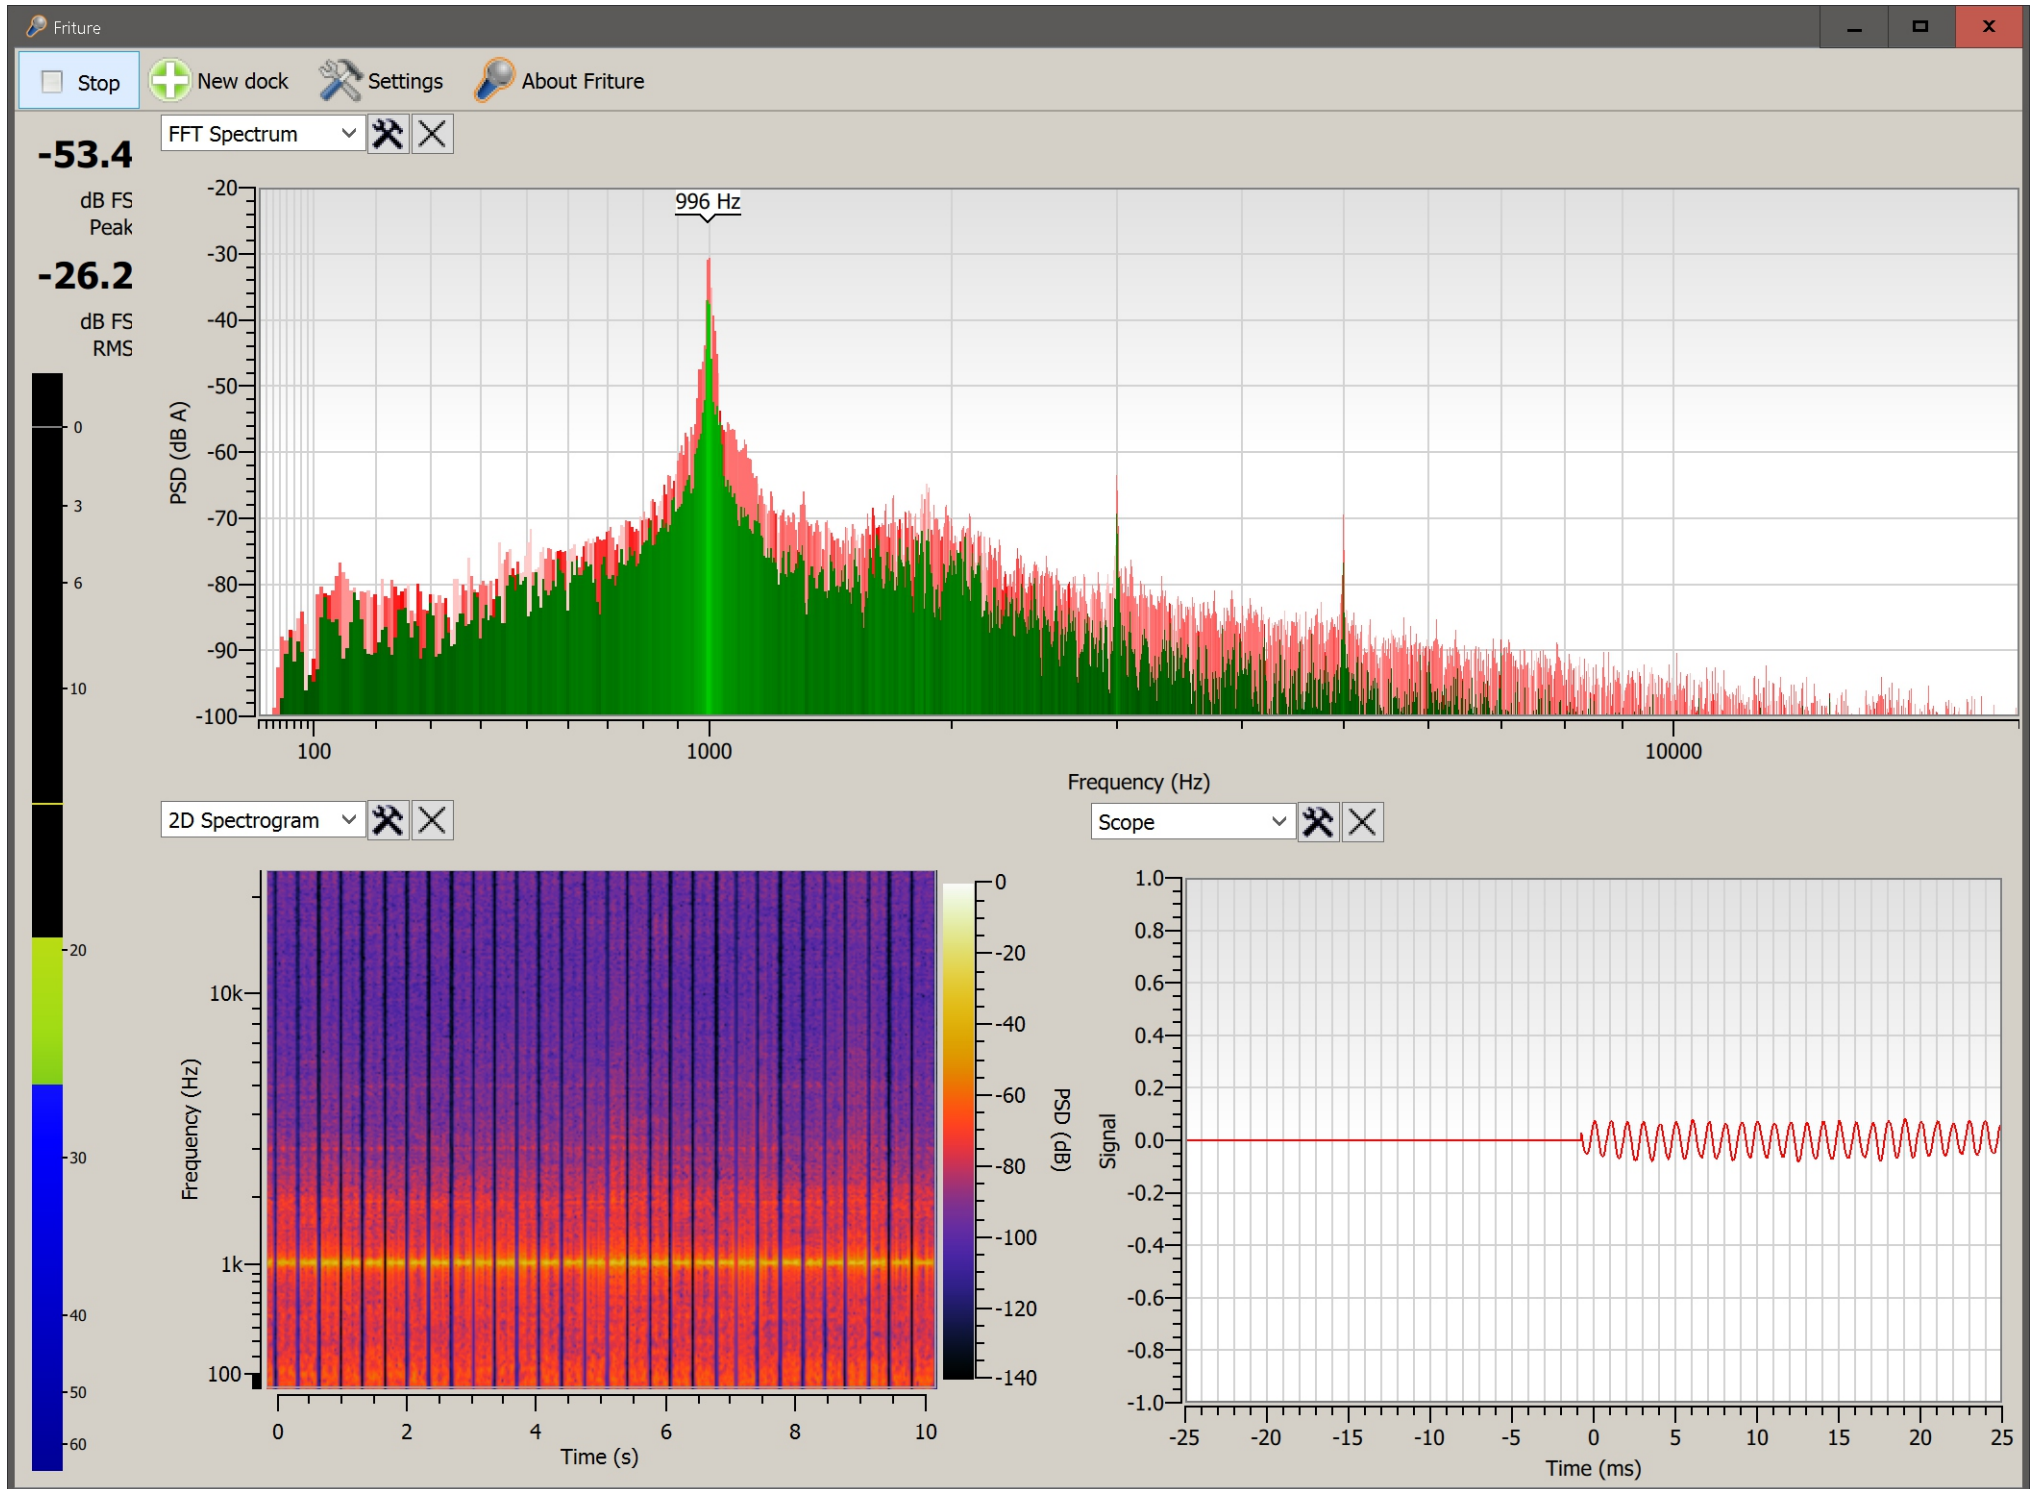 Friture
Stop
New dock
Settings
About Friture
-53.4
dB FS
Peak
-26.2
dB FS
RMS
0
3
6
10
-20
-30
-40
-50
-60
FFT Spectrum
996 Hz
PSD (dB A)
-20
-30
-40
-50
-60
-70
-80
-90
-100
100
1000
10000
Frequency (Hz)
2D Spectrogram
Frequency (Hz)
10k
1k
100
0
2
4
6
8
10
Time (s)
0
-20
-40
-60
-80
-100
-120
-140
PSD (dB)
Scope
Signal
1.0
0.8
0.6
0.4
0.2
0.0
-0.2
-0.4
-0.6
-0.8
-1.0
-25
-20
-15
-10
-5
0
5
10
15
20
25
Time (ms)